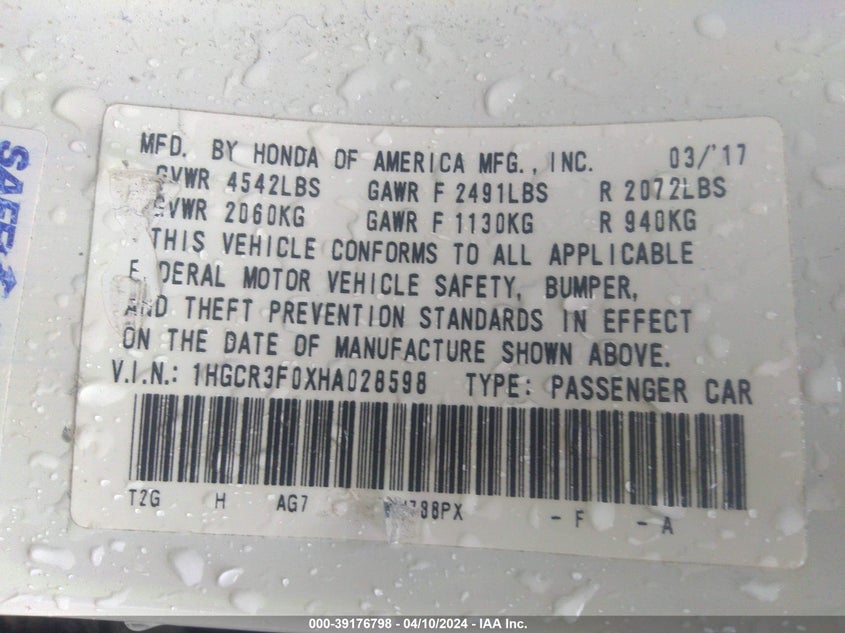 MFD. BY HONDA OF AMERICA MFG., INC. 03/'17
GVWR 4542LBS GAWR F 2491LBS R 2072LBS
GVWR 2060KG GAWR F 1130KG R 940KG
THIS VEHICLE CONFORMS TO ALL APPLICABLE
FEDERAL MOTOR VEHICLE SAFETY, BUMPER,
AND THEFT PREVENTION STANDARDS IN EFFECT
ON THE DATE OF MANUFACTURE SHOWN ABOVE.
V.I.N.: 1HGCR3F0XHA028598 TYPE: PASSENGER CAR
T2G H AG7 - F - A
000-39176798 - 04/10/2024 - IAA Inc.